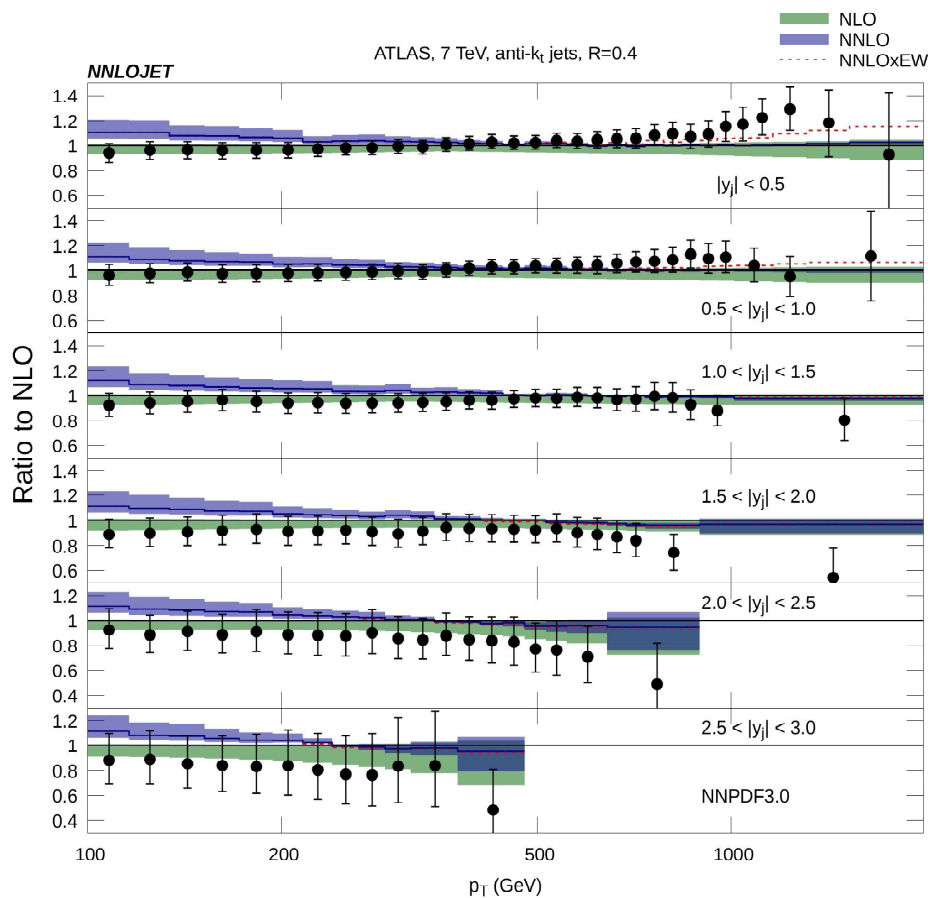 NLO
NNLO
NNLOxEW
ATLAS, 7 TeV, anti-kt jets, R=0.4
NNLOJET
Ratio to NLO
1.4
1.2
1
0.8
0.6
|yj| < 0.5
1.4
1.2
1
0.8
0.6
0.5 < |yj| < 1.0
1.4
1.2
1
0.8
0.6
1.0 < |yj| < 1.5
1.4
1.2
1
0.8
0.6
1.5 < |yj| < 2.0
1.2
1
0.8
0.6
0.4
2.0 < |yj| < 2.5
1.2
1
0.8
0.6
0.4
2.5 < |yj| < 3.0
NNPDF3.0
100 200 500 1000
pT (GeV)